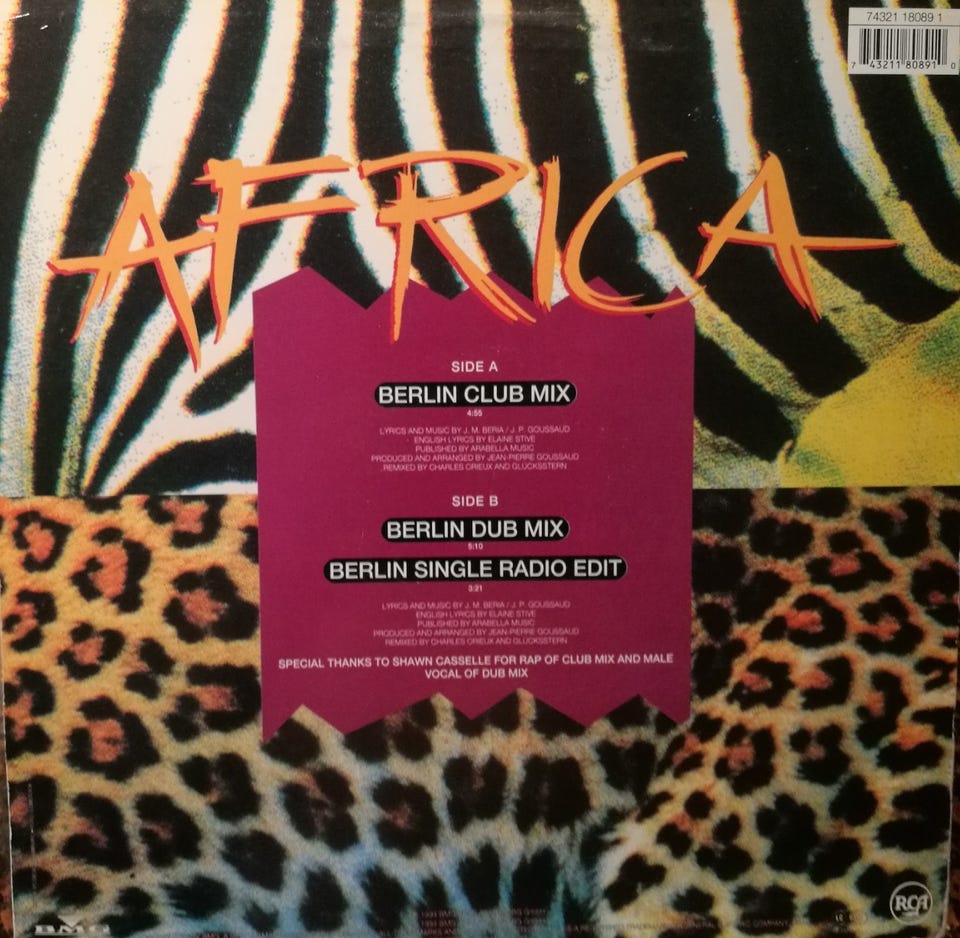 74321 18089 1
7 43211 80891 0
AFRICA
SIDE A
BERLIN CLUB MIX
4:55
LYRICS AND MUSIC BY J. M. BERIA / J. P. GOUSSAUD
ENGLISH LYRICS BY ELAINE STIVE
PUBLISHED BY ARABELLA MUSIC
PRODUCED AND ARRANGED BY JEAN-PIERRE GOUSSAUD
REMIXED BY CHARLES ORIEUX AND GLÜCKSSTERN
SIDE B
BERLIN DUB MIX
5:10
BERLIN SINGLE RADIO EDIT
3:21
LYRICS AND MUSIC BY J. M. BERIA / J. P. GOUSSAUD
ENGLISH LYRICS BY ELAINE STIVE
PUBLISHED BY ARABELLA MUSIC
PRODUCED AND ARRANGED BY JEAN-PIERRE GOUSSAUD
REMIXED BY CHARLES ORIEUX AND GLÜCKSSTERN
SPECIAL THANKS TO SHAWN CASSELLE FOR RAP OF CLUB MIX AND MALE
VOCAL OF DUB MIX
RCA
BMG